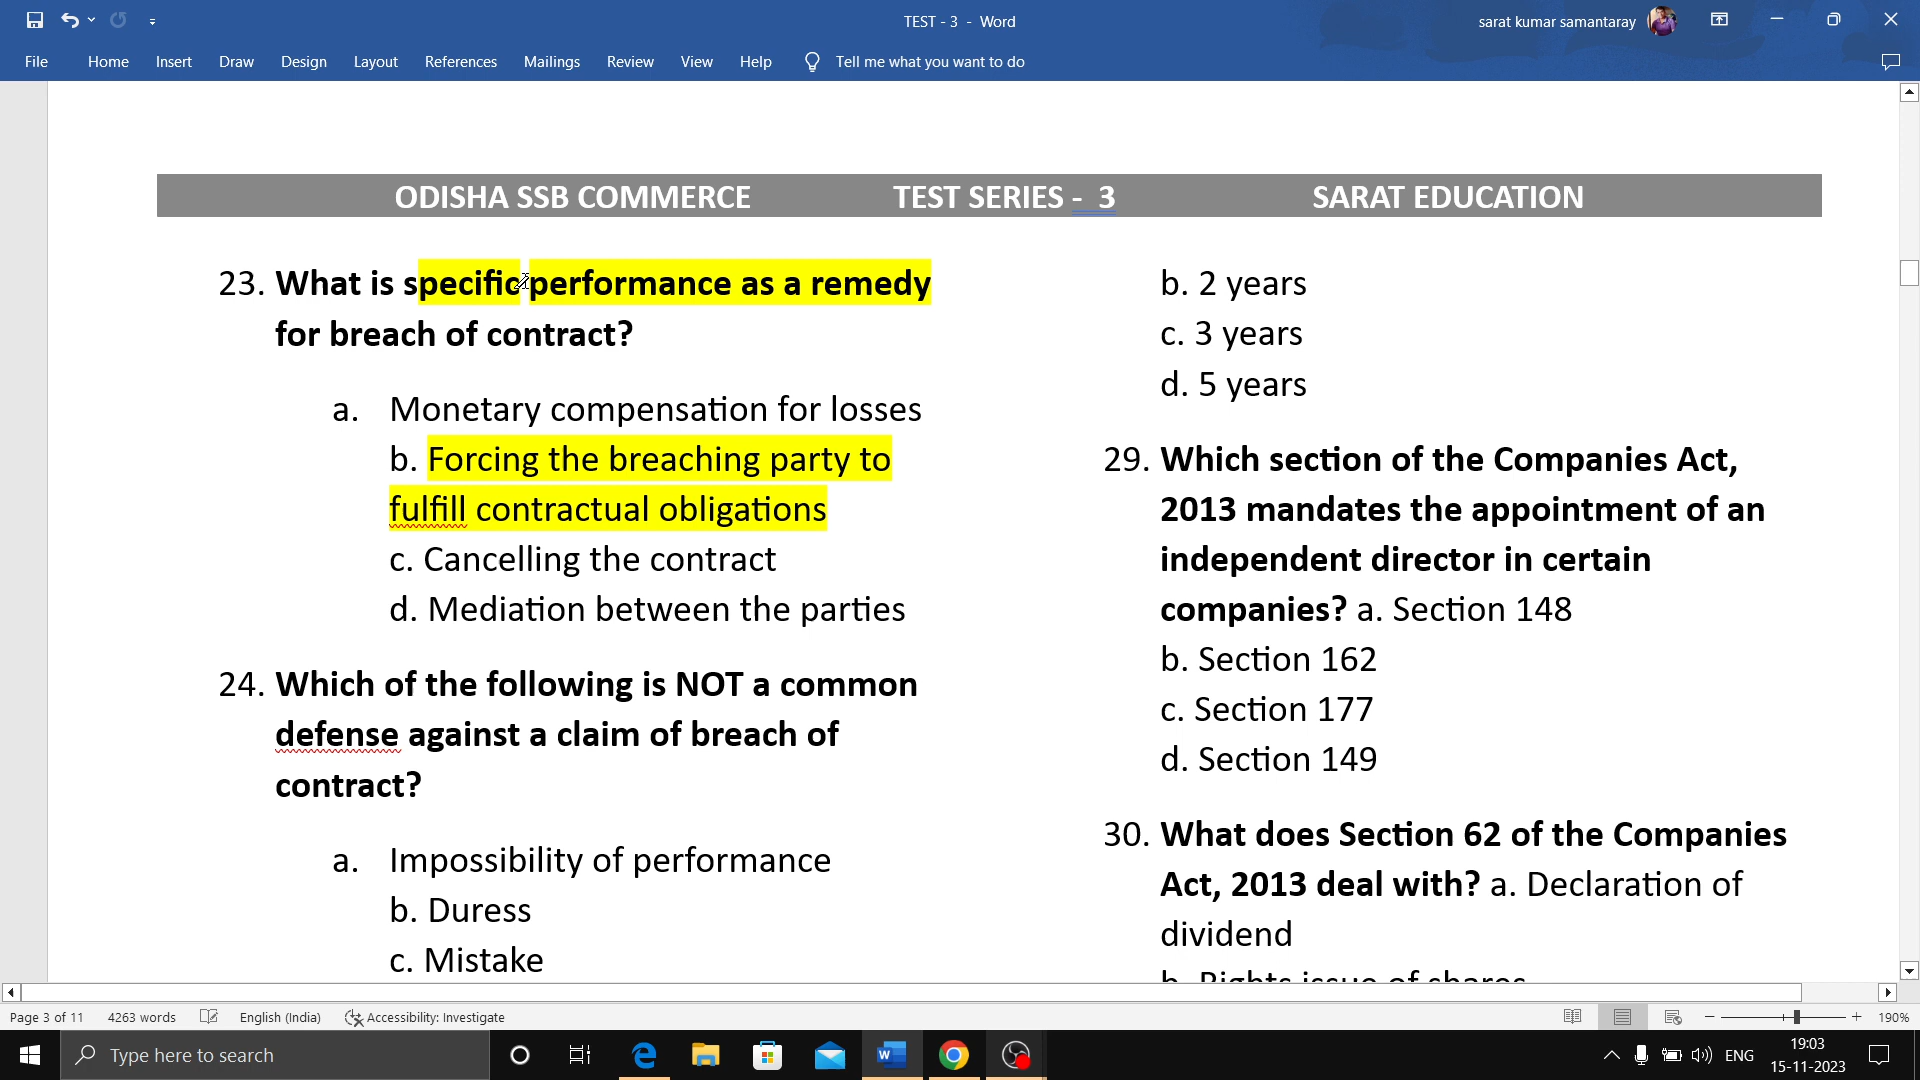 TEST - 3 - Word
sarat kumar samantaray
File Home Insert Draw Design Layout References Mailings Review View Help Tell me what you want to do
ODISHA SSB COMMERCE TEST SERIES - 3 SARAT EDUCATION
23. What is specific performance as a remedy
for breach of contract?
a. Monetary compensation for losses
b. Forcing the breaching party to
fulfill contractual obligations
c. Cancelling the contract
d. Mediation between the parties
24. Which of the following is NOT a common
defense against a claim of breach of
contract?
a. Impossibility of performance
b. Duress
c. Mistake
b. 2 years
c. 3 years
d. 5 years
29. Which section of the Companies Act,
2013 mandates the appointment of an
independent director in certain
companies? a. Section 148
b. Section 162
c. Section 177
d. Section 149
30. What does Section 62 of the Companies
Act, 2013 deal with? a. Declaration of
dividend
b. Rights issue of shares
Page 3 of 11 4263 words English (India) Accessibility: Investigate 190%
Type here to search
ENG
19:03
15-11-2023